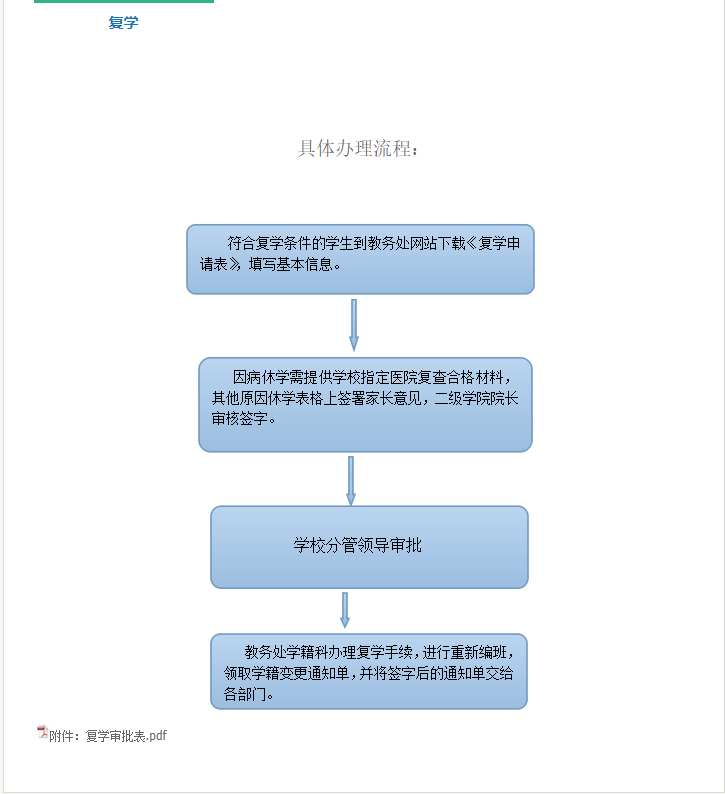 复学
具体办理流程：
符合复学条件的学生到教务处网站下载《复学申
请表》，填写基本信息。
因病休学需提供学校指定医院复查合格材料，
其他原因休学表格上签署家长意见，二级学院院长
审核签字。
学校分管领导审批
教务处学籍科办理复学手续，进行重新编班，
领取学籍变更通知单，并将签字后的通知单交给
各部门。
附件：复学审批表.pdf